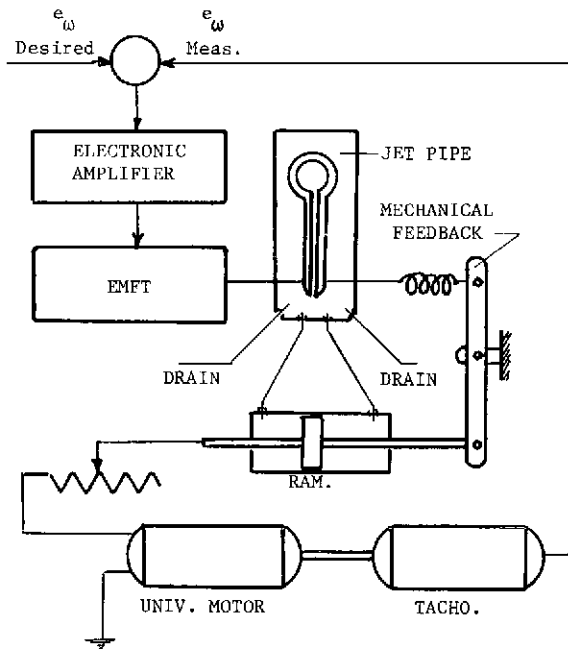 e_ω e_ω
Desired Meas.
ELECTRONIC
AMPLIFIER
JET PIPE
MECHANICAL
FEEDBACK
EMFT
DRAIN
DRAIN
RAM.
UNIV. MOTOR
TACHO.